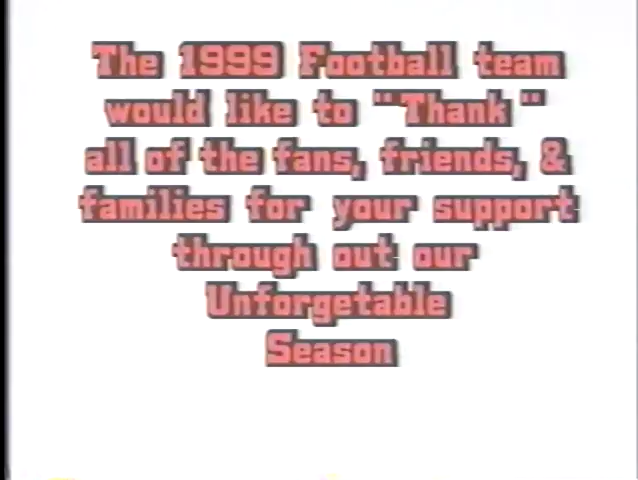 The 1999 Football team
would like to "Thank"
all of the fans, friends, &
families for your support
through out our
Unforgetable
Season